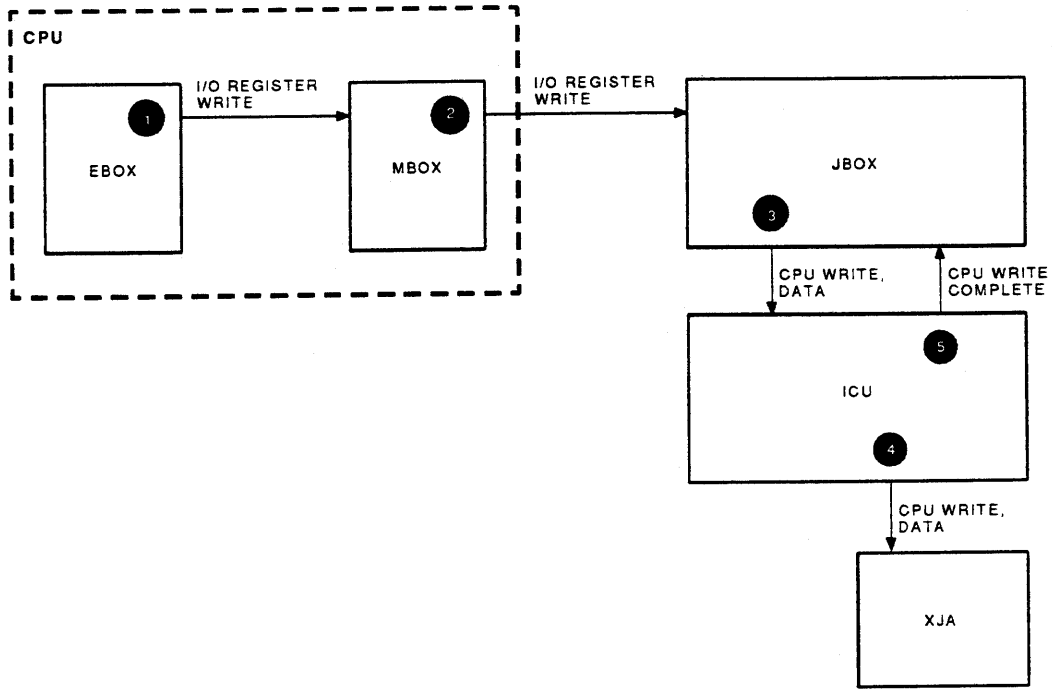 CPU
I/O REGISTER
WRITE
I/O REGISTER
WRITE
1
2
EBOX
MBOX
JBOX
3
CPU WRITE,
DATA
CPU WRITE
COMPLETE
5
ICU
4
CPU WRITE,
DATA
XJA